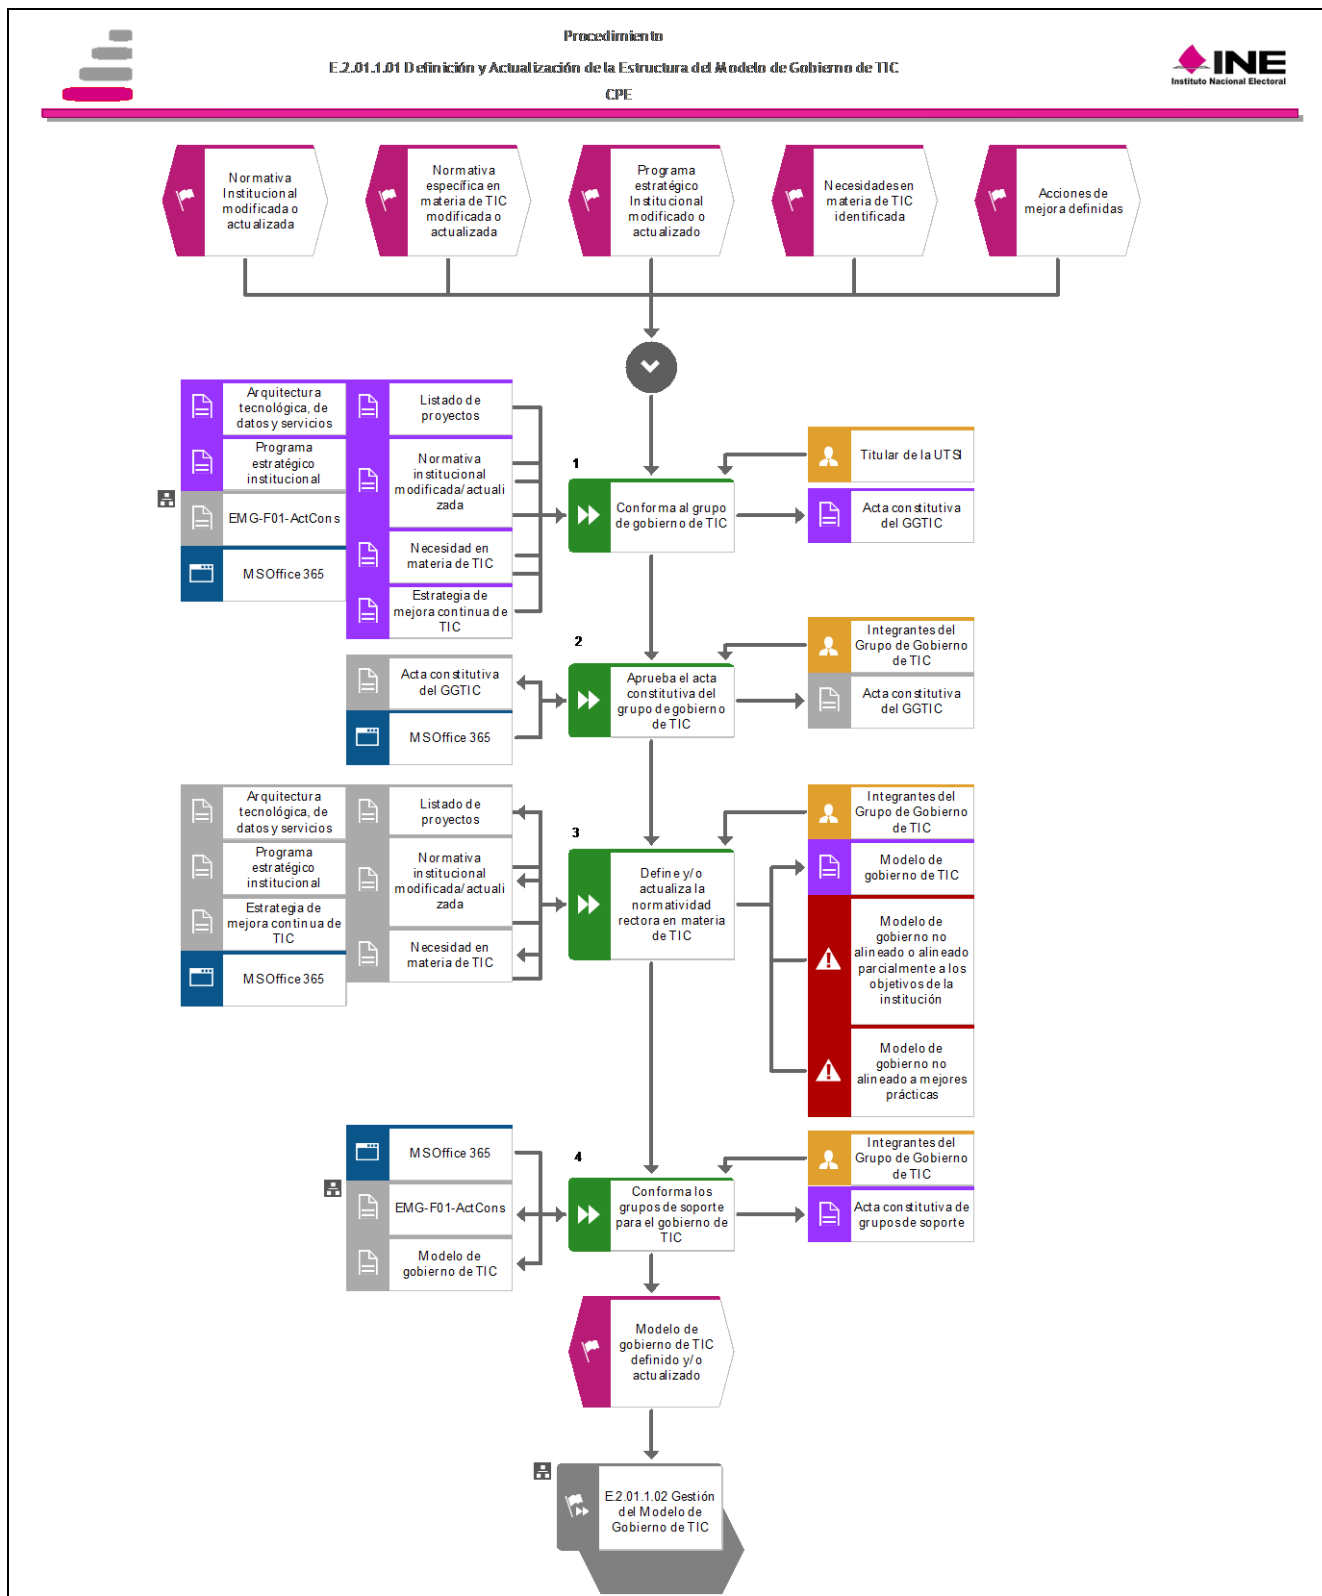 Procedimiento
E.2.01.1.01 Definición y Actualización de la Estructura del Modelo de Gobierno de TIC
CPE
INE
Instituto Nacional Electoral
Normativa
Institucional
modificada o
actualizada
Normativa
específica en
materia de TIC
modificada o
actualizada
Programa
estratégico
Institucional
modificado o
actualizado
Necesidades en
materia de TIC
identificada
Acciones de
mejora definidas
Arquitectura
tecnológica, de
datos y servicios
Programa
estratégico
institucional
EMG-F01-ActCons
MSOffice 365
Listado de
proyectos
Normativa
institucional
modificada/actuali
zada
Necesidad en
materia de TIC
Estrategia de
mejora continua de
TIC
1
Conforma al grupo
de gobierno de TIC
Titular de la UTSI
Acta constitutiva
del GGTIC
Acta constitutiva
del GGTIC
MSOffice 365
2
Aprueba el acta
constitutiva del
grupo de gobierno
de TIC
Integrantes del
Grupo de Gobierno
de TIC
Acta constitutiva
del GGTIC
Arquitectura
tecnológica, de
datos y servicios
Programa
estratégico
institucional
Estrategia de
mejora continua de
TIC
MSOffice 365
Listado de
proyectos
Normativa
institucional
modificada/actuali
zada
Necesidad en
materia de TIC
3
Define y/o
actualiza la
normatividad
rectora en materia
de TIC
Integrantes del
Grupo de Gobierno
de TIC
Modelo de
gobierno de TIC
Modelo de
gobierno no
alineado o alineado
parcialmente a los
objetivos de la
institución
Modelo de
gobierno no
alineado a mejores
prácticas
MSOffice 365
EMG-F01-ActCons
Modelo de
gobierno de TIC
4
Conforma los
grupos de soporte
para el gobierno de
TIC
Integrantes del
Grupo de Gobierno
de TIC
Acta constitutiva de
grupos de soporte
Modelo de
gobierno de TIC
definido y/o
actualizado
E.2.01.1.02 Gestión
del Modelo de
Gobierno de TIC